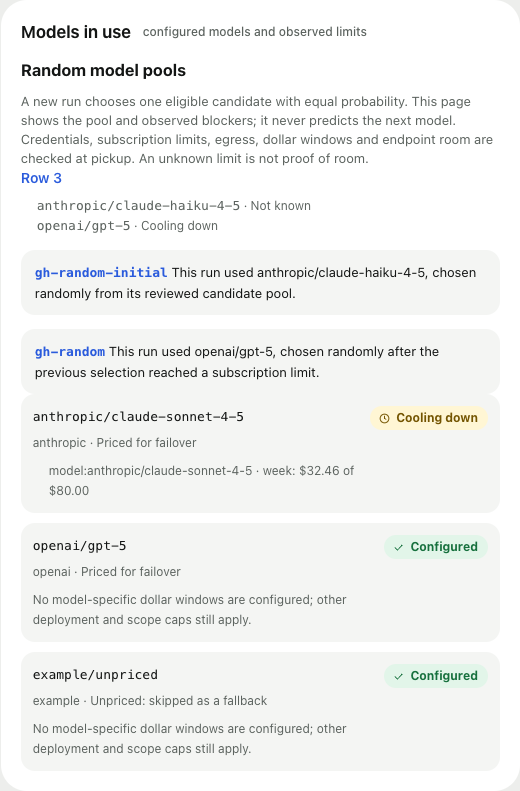 Models in use configured models and observed limits
Random model pools
A new run chooses one eligible candidate with equal probability. This page
shows the pool and observed blockers; it never predicts the next model.
Credentials, subscription limits, egress, dollar windows and endpoint room are
checked at pickup. An unknown limit is not proof of room.
Row 3
anthropic/claude-haiku-4-5 · Not known
openai/gpt-5 · Cooling down
gh-random-initial This run used anthropic/claude-haiku-4-5, chosen
randomly from its reviewed candidate pool.
gh-random This run used openai/gpt-5, chosen randomly after the
previous selection reached a subscription limit.
anthropic/claude-sonnet-4-5 Cooling down
anthropic · Priced for failover
model:anthropic/claude-sonnet-4-5 · week: $32.46 of
$80.00
openai/gpt-5 Configured
openai · Priced for failover
No model-specific dollar windows are configured; other
deployment and scope caps still apply.
example/unpriced Configured
example · Unpriced: skipped as a fallback
No model-specific dollar windows are configured; other
deployment and scope caps still apply.